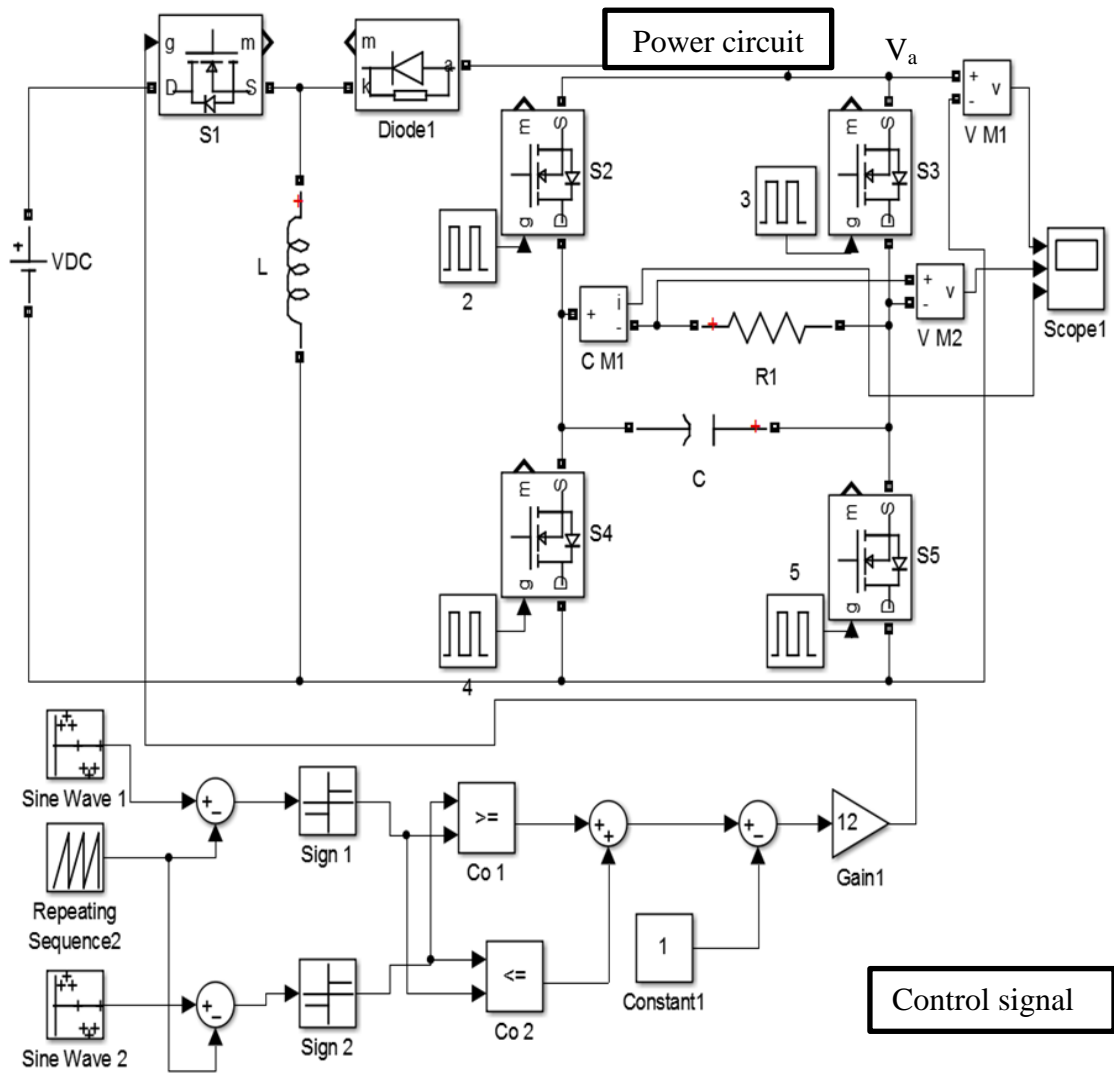 Power circuit
Va
g
m
D
S
S1
m
a
k
Diode1
+
-
v
V M1
m
S
S2
g
D
m
S
S3
g
D
3
2
+
VDC
+
L
i
+
-
C M1
+
R1
+
-
v
V M2
Scope1
+
C
m
S
S4
g
D
m
S
S5
g
D
4
5
Sine Wave 1
+
-
Sign 1
>=
Co 1
+
+
+
-
12
Gain1
Repeating
Sequence2
1
Constant1
Sine Wave 2
+
-
Sign 2
<=
Co 2
Control signal